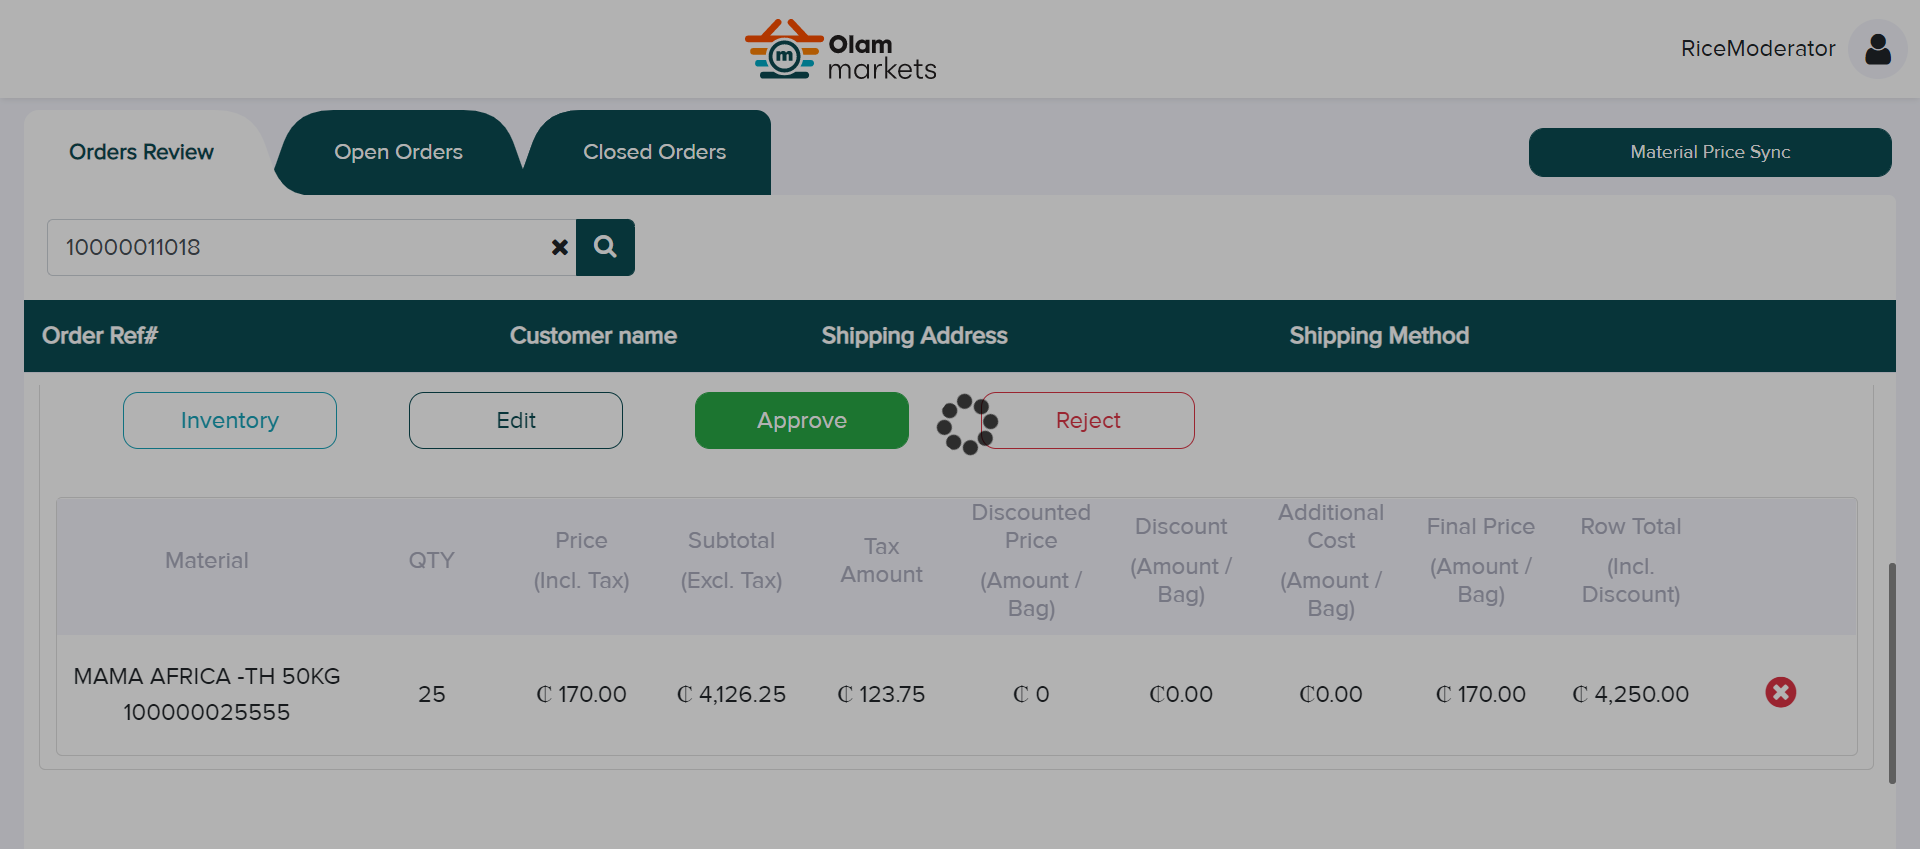 Olam
markets
RiceModerator
Orders Review
Open Orders
Closed Orders
Material Price Sync
10000011018
Order Ref#
Customer name
Shipping Address
Shipping Method
Inventory
Edit
Approve
Reject
Material
QTY
Price
(Incl. Tax)
Subtotal
(Excl. Tax)
Tax
Amount
Discounted
Price
(Amount /
Bag)
Discount
(Amount /
Bag)
Additional
Cost
(Amount /
Bag)
Final Price
(Amount /
Bag)
Row Total
(Incl.
Discount)
MAMA AFRICA -TH 50KG
100000025555
25
₵ 170.00
₵ 4,126.25
₵ 123.75
₵ 0
₵0.00
₵0.00
₵ 170.00
₵ 4,250.00